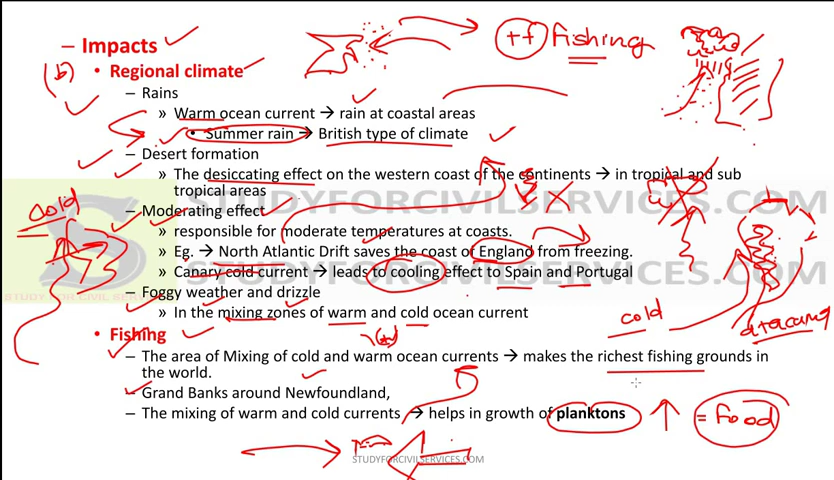 – Impacts
++ fishing
(b) • Regional climate
– Rains
» Warm ocean current → rain at coastal areas
• Summer rain → British type of climate
– Desert formation
» The desiccating effect on the western coast of the continents → in tropical and sub
tropical areas
STUDYFORCIVILSERVICES.COM
cold
– Moderating effect
» responsible for moderate temperatures at coasts.
» Eg. → North Atlantic Drift saves the coast of England from freezing.
» Canary cold current → leads to cooling effect to Spain and Portugal
STUDYFORCIVILSERVICES.COM
– Foggy weather and drizzle
» In the mixing zones of warm and cold ocean current
cold
atacama
• Fishing
– The area of Mixing of cold and warm ocean currents → makes the richest fishing grounds in
the world.
– Grand Banks around Newfoundland,
– The mixing of warm and cold currents → helps in growth of planktons
= food
STUDYFORCIVILSERVICES.COM